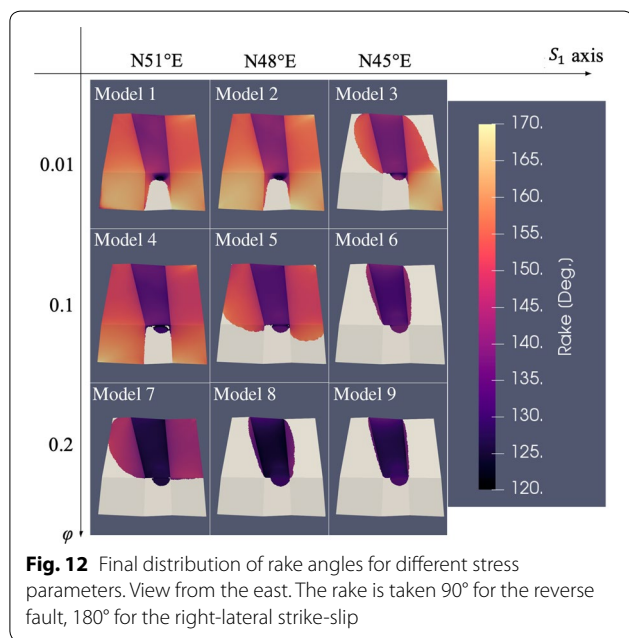 N51°E N48°E N45°E S₁ axis
Model 1 Model 2 Model 3
0.01
Model 4 Model 5 Model 6
0.1
Model 7 Model 8 Model 9
0.2
φ
170.
165.
160.
155.
150.
145.
140.
135.
130.
125.
120.
Rake (Deg.)
Fig. 12 Final distribution of rake angles for different stress
parameters. View from the east. The rake is taken 90° for the reverse
fault, 180° for the right-lateral strike-slip